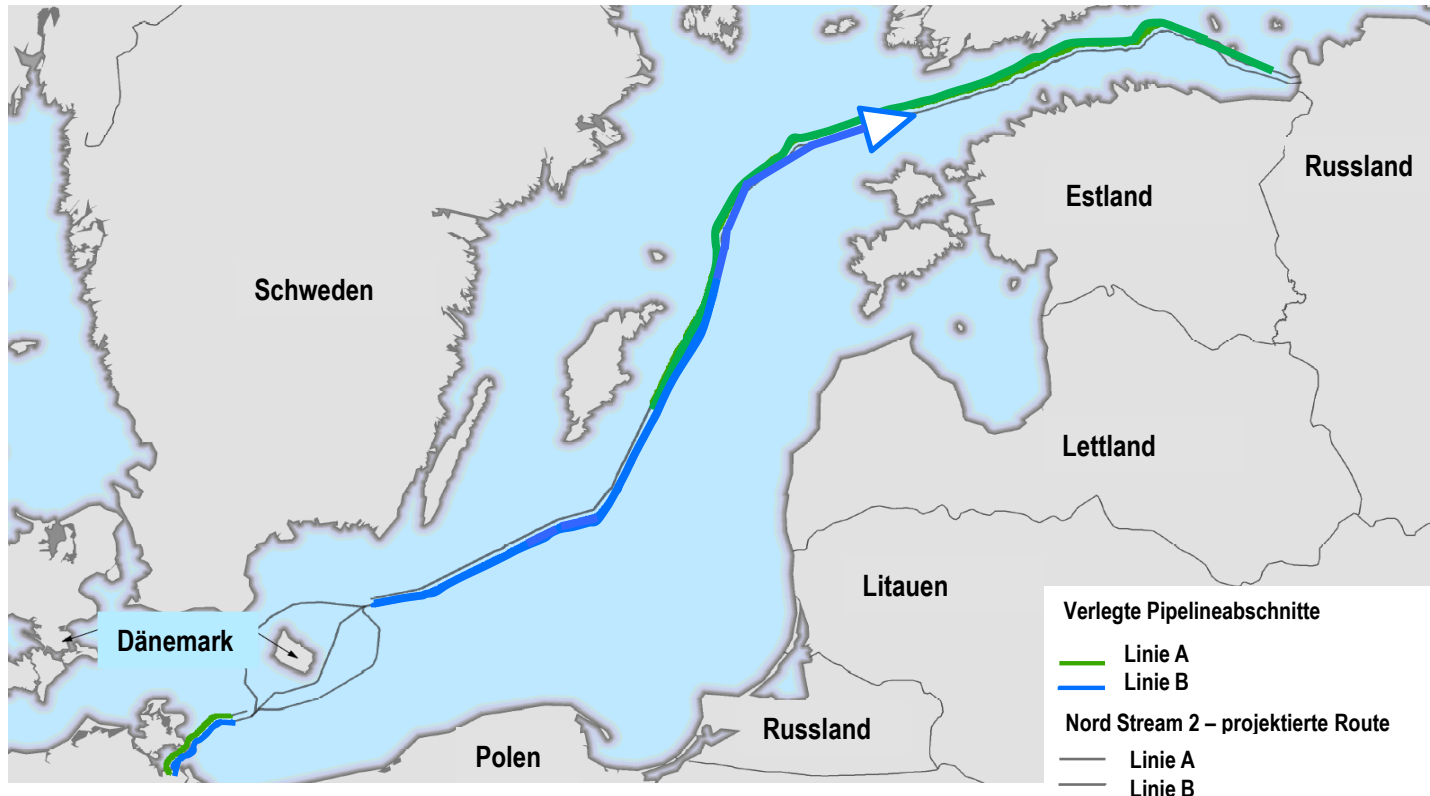 Russland
Estland
Schweden
Lettland
Litauen
Dänemark
Russland
Polen
Verlegte Pipelineabschnitte
Linie A
Linie B
Nord Stream 2 – projektierte Route
Linie A
Linie B